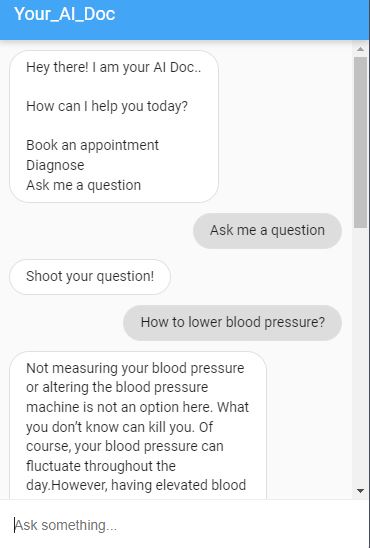 Your_AI_Doc
Hey there! I am your AI Doc..
How can I help you today?
Book an appointment
Diagnose
Ask me a question
Ask me a question
Shoot your question!
How to lower blood pressure?
Not measuring your blood pressure
or altering the blood pressure
machine is not an option here. What
you don’t know can kill you. Of
course, your blood pressure can
fluctuate throughout the
day.However, having elevated blood
Ask something...